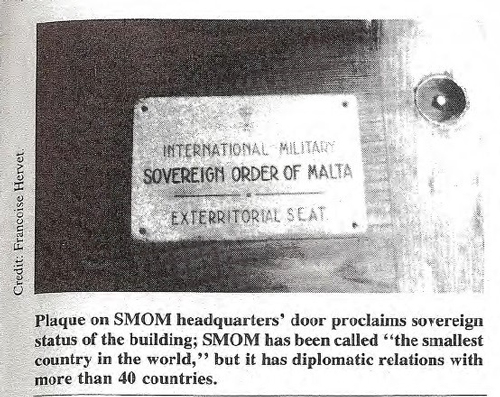 INTERNATIONAL MILITARY
SOVEREIGN ORDER OF MALTA
EXTERRITORIAL SEAT
Credit: Francoise Hervet.
Plaque on SMOM headquarters' door proclaims sovereign
status of the building; SMOM has been called "the smallest
country in the world," but it has diplomatic relations with
more than 40 countries.